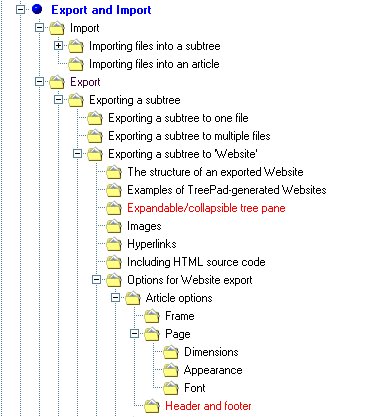 Export and Import
Import
Importing files into a subtree
Importing files into an article
Export
Exporting a subtree
Exporting a subtree to one file
Exporting a subtree to multiple files
Exporting a subtree to 'Website'
The structure of an exported Website
Examples of TreePad-generated Websites
Expandable/collapsible tree pane
Images
Hyperlinks
Including HTML source code
Options for Website export
Article options
Frame
Page
Dimensions
Appearance
Font
Header and footer